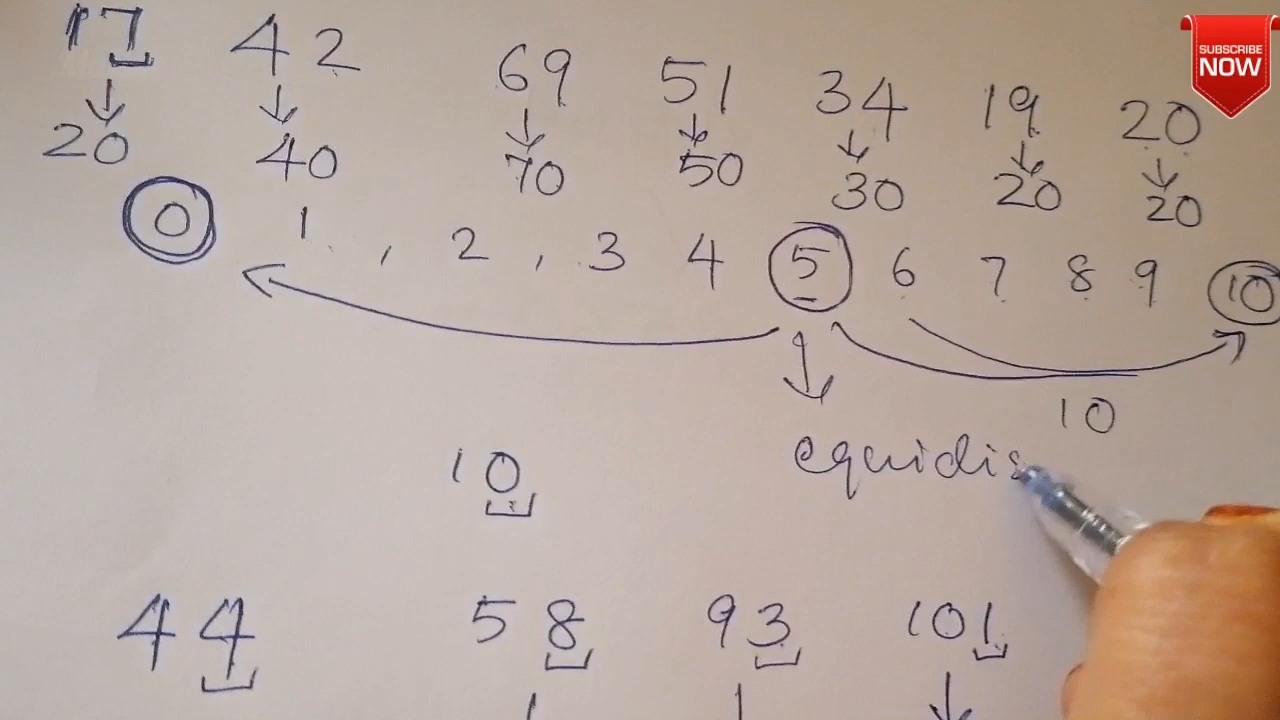 17 42 69 51 34 19 20
SUBSCRIBE
NOW
20 40 70 50 30 20 20
0 1 , 2 , 3 4 5 6 7 8 9 10
10
10 equidis
44 58 93 101